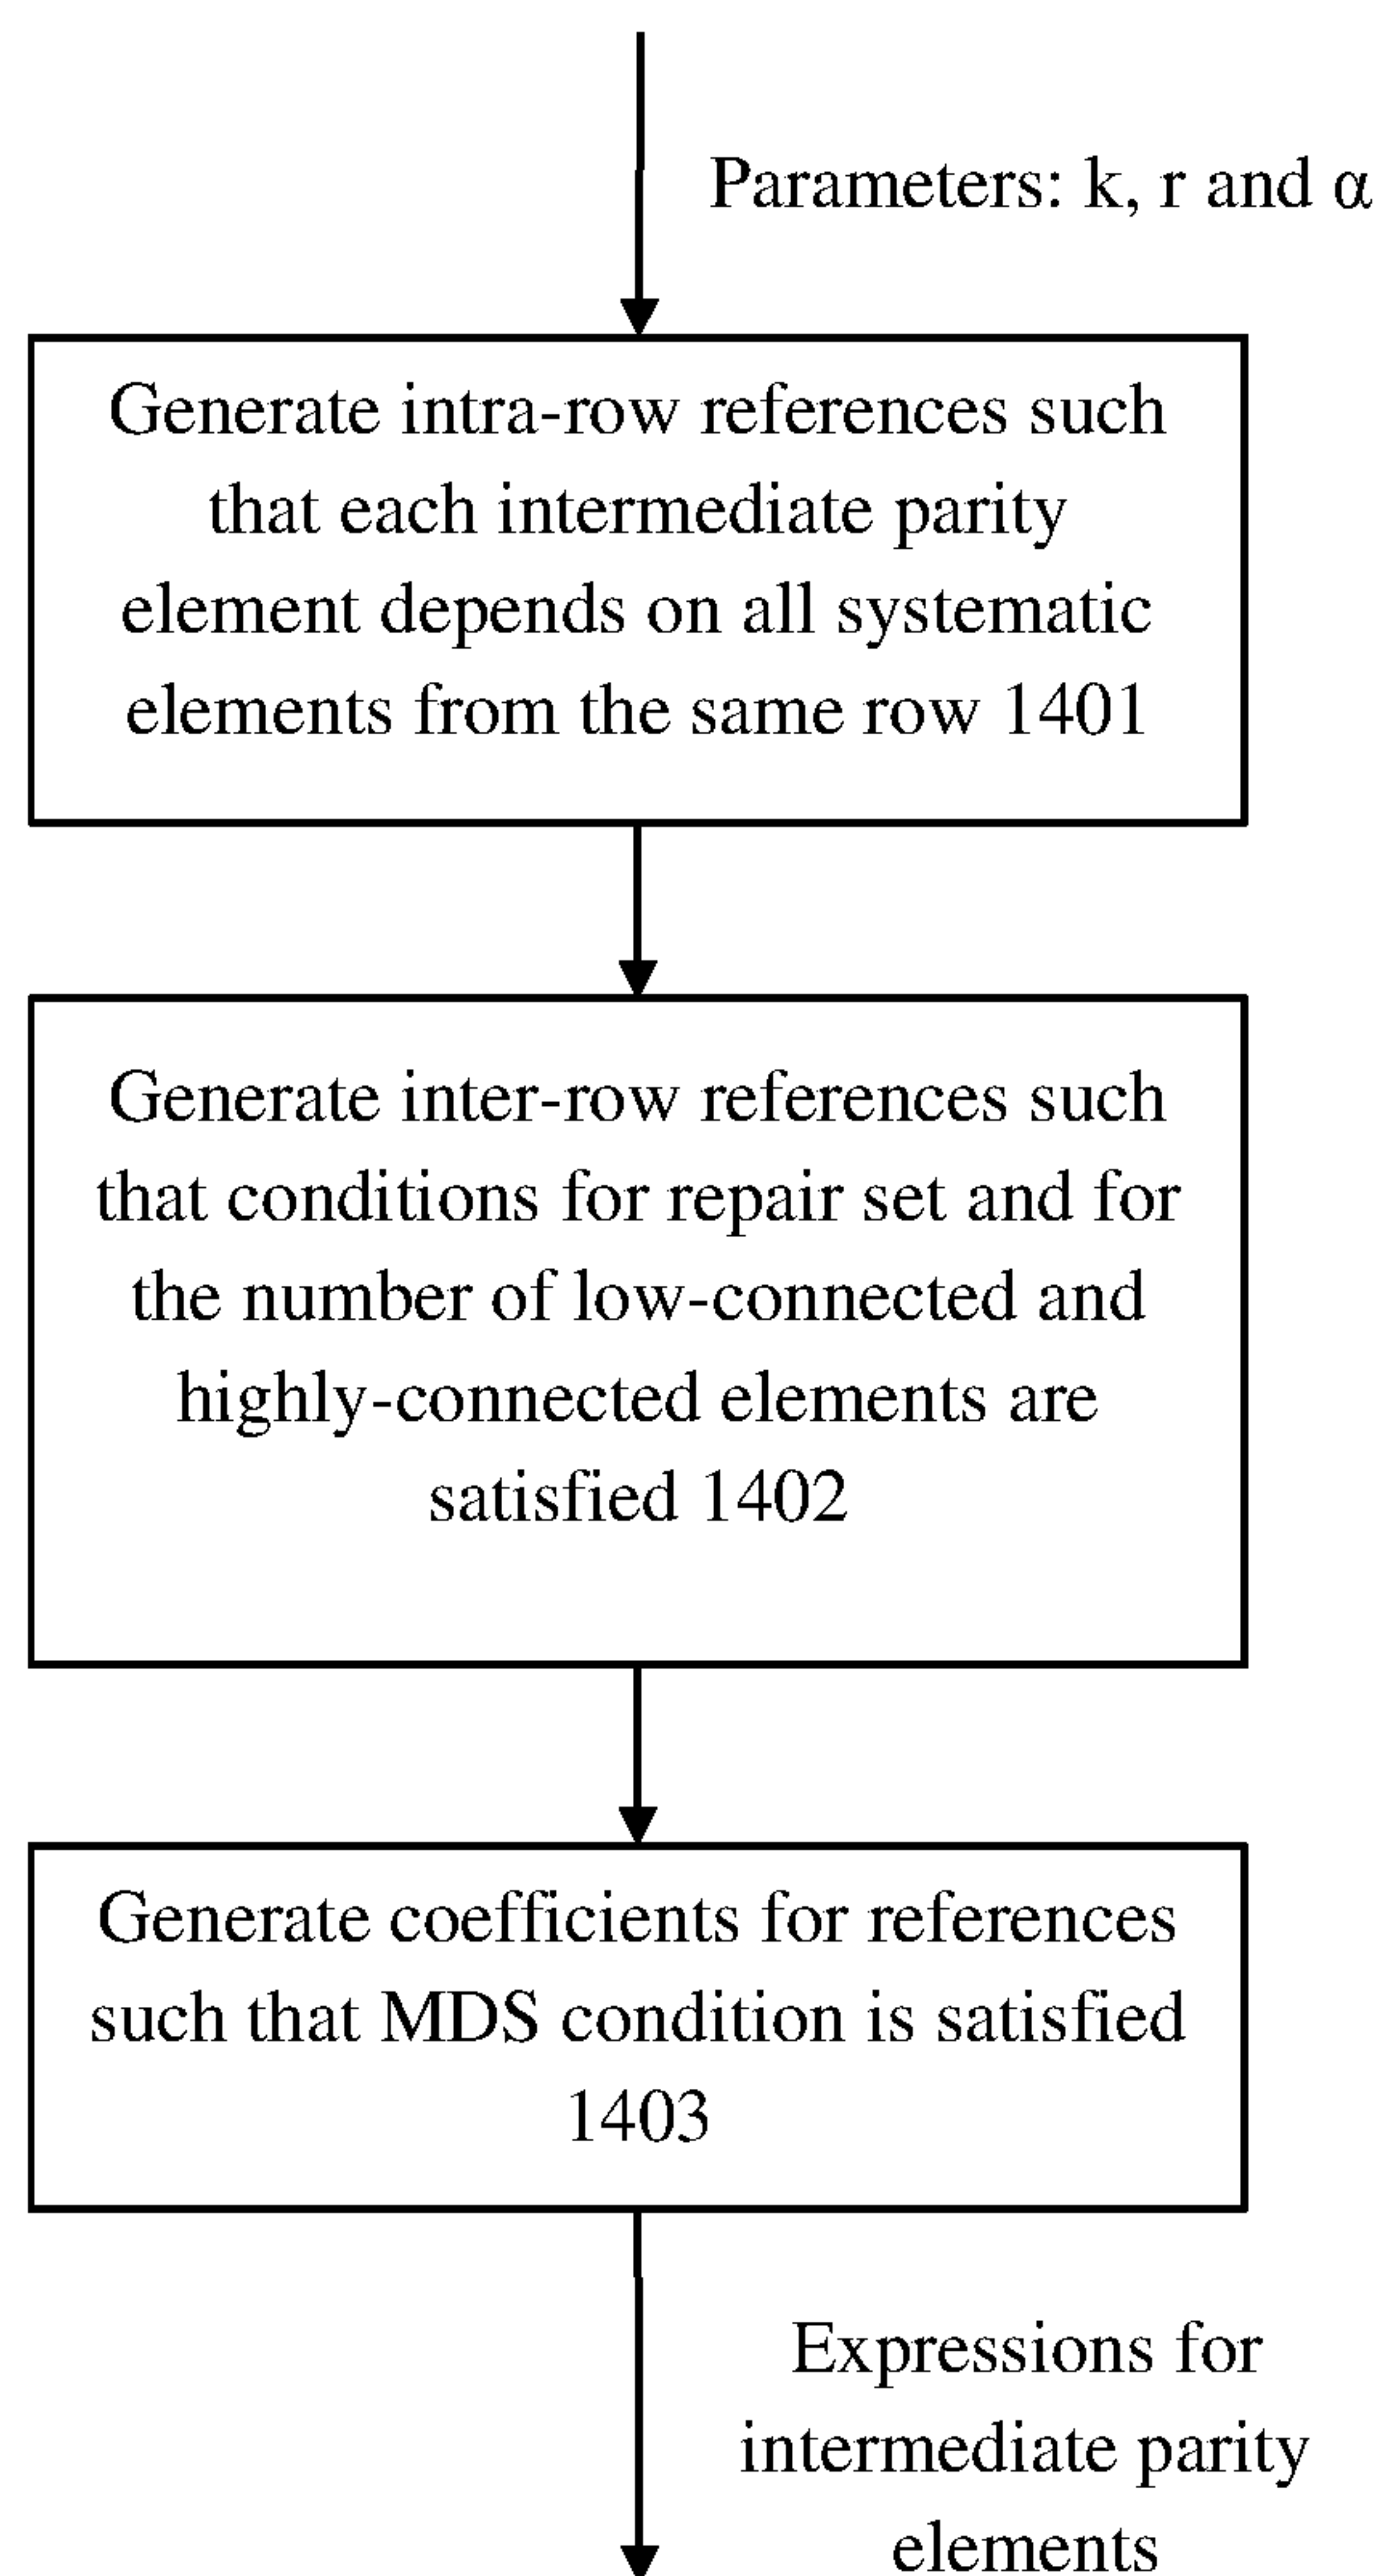 Parameters: k, r and α
Generate intra-row references such
that each intermediate parity
element depends on all systematic
elements from the same row 1401
Generate inter-row references such
that conditions for repair set and for
the number of low-connected and
highly-connected elements are
satisfied 1402
Generate coefficients for references
such that MDS condition is satisfied
1403
Expressions for
intermediate parity
elements